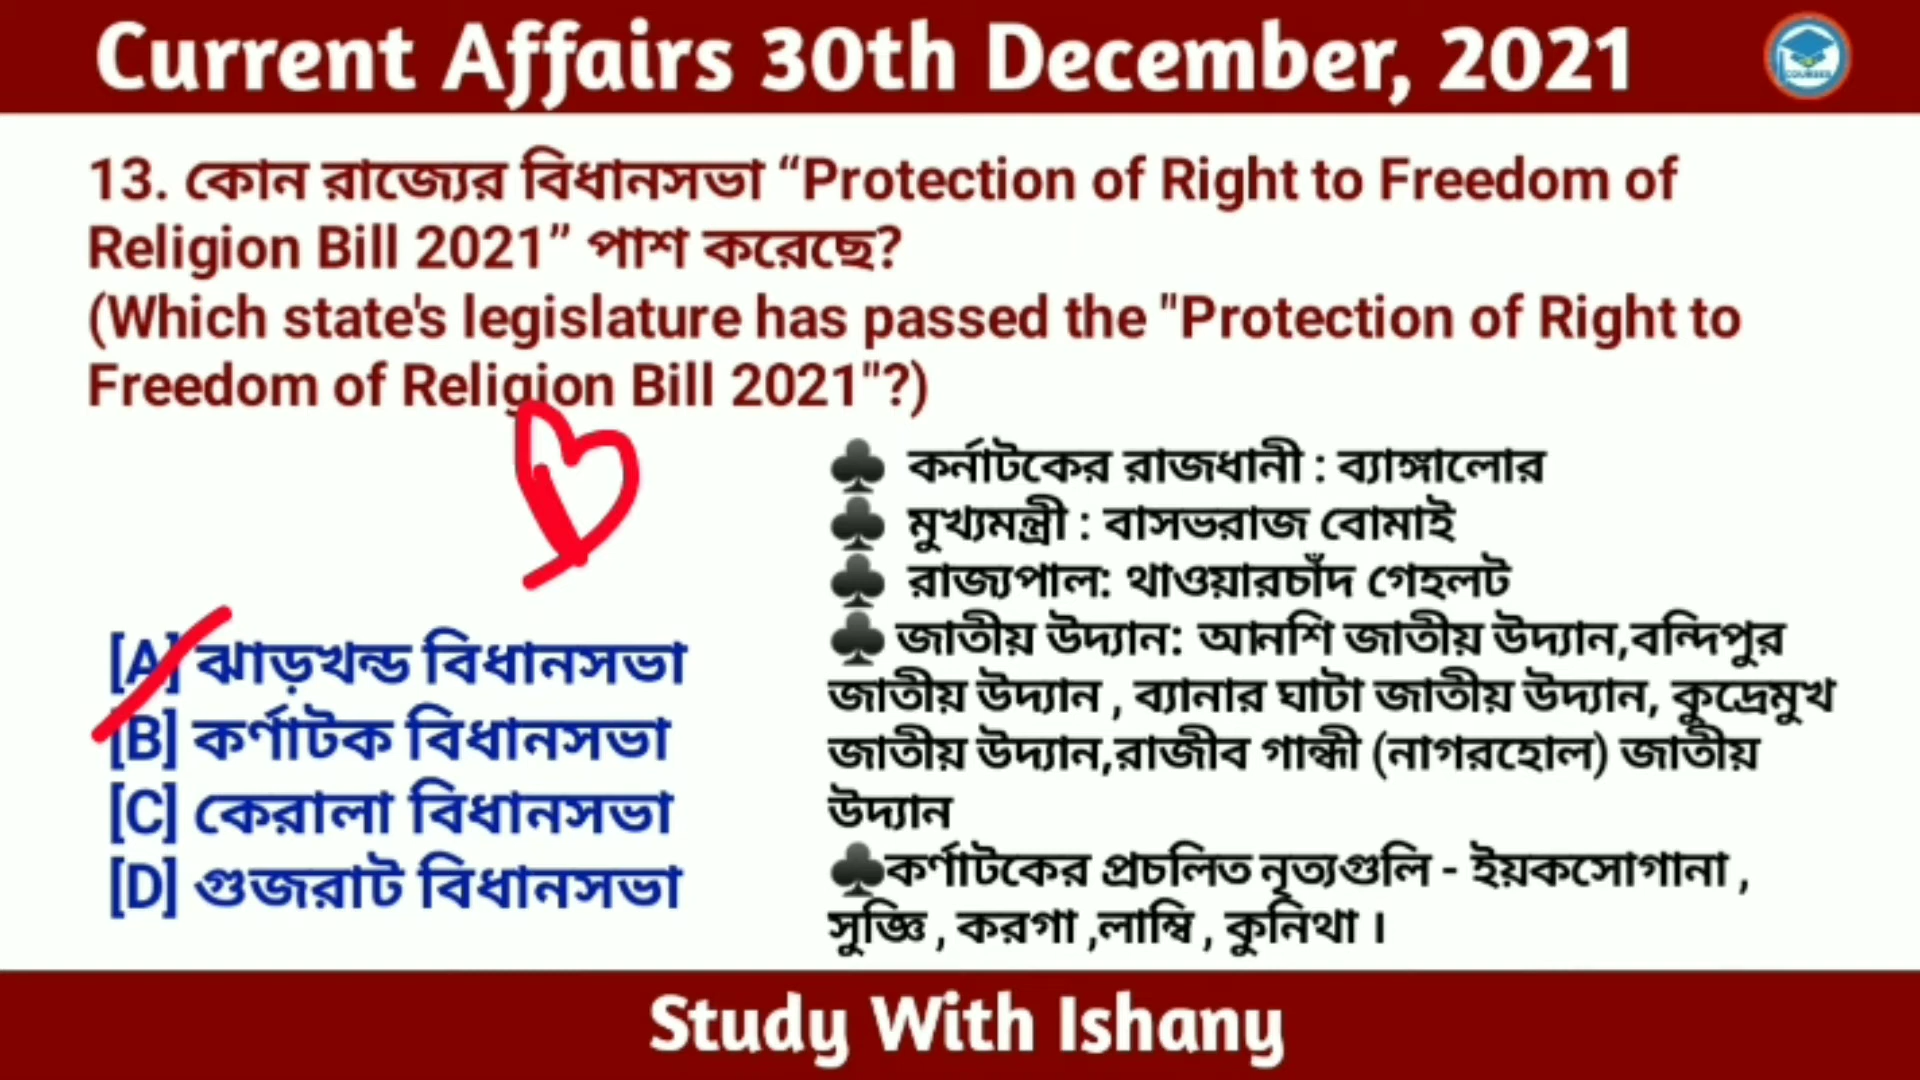 Current Affairs 30th December, 2021
COURSES
13. কোন রাজ্যের বিধানসভা “Protection of Right to Freedom of
Religion Bill 2021” পাশ করেছে?
(Which state's legislature has passed the "Protection of Right to
Freedom of Religion Bill 2021"?)
[A] ঝাড়খন্ড বিধানসভা
[B] কর্ণাটক বিধানসভা
[C] কেরালা বিধানসভা
[D] গুজরাট বিধানসভা
♣ কর্নাটকের রাজধানী : ব্যাঙ্গালোর
♣ মুখ্যমন্ত্রী : বাসভরাজ বোমাই
♣ রাজ্যপাল: থাওয়ারচাঁদ গেহলট
♣ জাতীয় উদ্যান: আনশি জাতীয় উদ্যান,বন্দিপুর
জাতীয় উদ্যান , ব্যানার ঘাটা জাতীয় উদ্যান, কুদ্রেমুখ
জাতীয় উদ্যান,রাজীব গান্ধী (নাগরহোল) জাতীয়
উদ্যান
♣কর্ণাটকের প্রচলিত নৃত্যগুলি - ইয়কসোগানা ,
সুজ্ঞি , করগা ,লাম্বি , কুনিথা ।
Study With Ishany